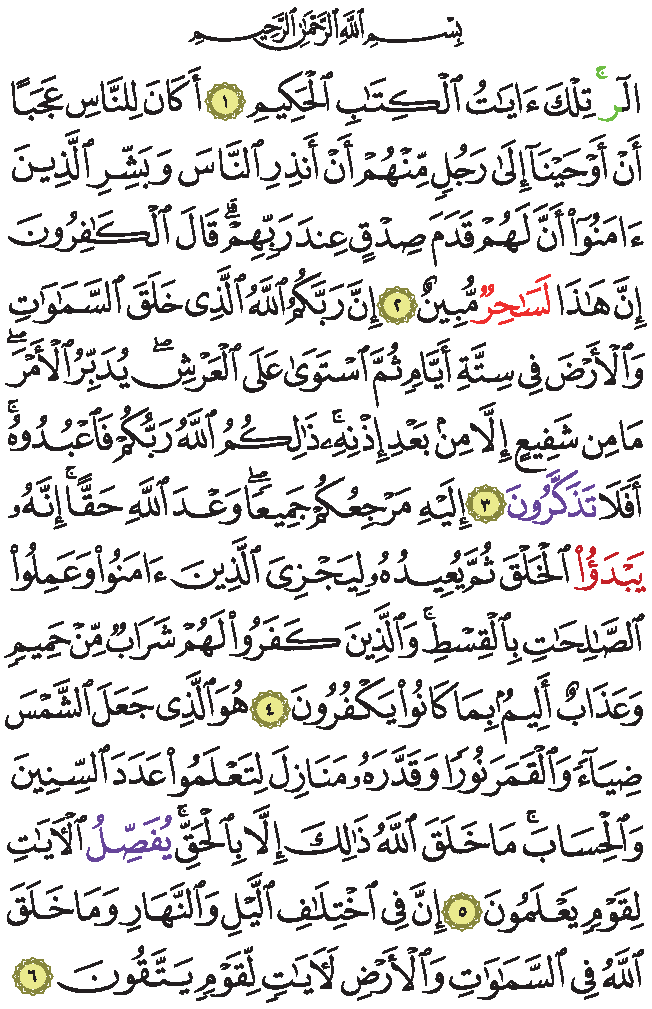 بِسْمِ ٱللَّهِ ٱلرَّحْمَٰنِ ٱلرَّحِيمِ
الٓرۚ تِلْكَ ءَايَٰتُ ٱلْكِتَٰبِ ٱلْحَكِيمِ ١ أَكَانَ لِلنَّاسِ عَجَبًا
أَنْ أَوْحَيْنَآ إِلَىٰ رَجُلٍ مِّنْهُمْ أَنْ أَنذِرِ ٱلنَّاسَ وَبَشِّرِ ٱلَّذِينَ
ءَامَنُوٓا۟ أَنَّ لَهُمْ قَدَمَ صِدْقٍ عِندَ رَبِّهِمْۗ قَالَ ٱلْكَٰفِرُونَ
إِنَّ هَٰذَا لَسَٰحِرٌ مُّبِينٌ ٢ إِنَّ رَبَّكُمُ ٱللَّهُ ٱلَّذِى خَلَقَ ٱلسَّمَٰوَٰتِ
وَٱلْأَرْضَ فِى سِتَّةِ أَيَّامٍ ثُمَّ ٱسْتَوَىٰ عَلَى ٱلْعَرْشِۖ يُدَبِّرُ ٱلْأَمْرَۖ
مَا مِن شَفِيعٍ إِلَّا مِنۢ بَعْدِ إِذْنِهِۦۚ ذَٰلِكُمُ ٱللَّهُ رَبُّكُمْ فَٱعْبُدُوهُۚ
أَفَلَا تَذَكَّرُونَ ٣ إِلَيْهِ مَرْجِعُكُمْ جَمِيعًاۖ وَعْدَ ٱللَّهِ حَقًّاۚ إِنَّهُۥ
يَبْدَؤُا۟ ٱلْخَلْقَ ثُمَّ يُعِيدُهُۥ لِيَجْزِىَ ٱلَّذِينَ ءَامَنُوا۟ وَعَمِلُوا۟
ٱلصَّٰلِحَٰتِ بِٱلْقِسْطِۚ وَٱلَّذِينَ كَفَرُوا۟ لَهُمْ شَرَابٌ مِّنْ حَمِيمٍ
وَعَذَابٌ أَلِيمٌۢ بِمَا كَانُوا۟ يَكْفُرُونَ ٤ هُوَ ٱلَّذِى جَعَلَ ٱلشَّمْسَ
ضِيَآءً وَٱلْقَمَرَ نُورًا وَقَدَّرَهُۥ مَنَازِلَ لِتَعْلَمُوا۟ عَدَدَ ٱلسِّنِينَ
وَٱلْحِسَابَۚ مَا خَلَقَ ٱللَّهُ ذَٰلِكَ إِلَّا بِٱلْحَقِّۚ يُفَصِّلُ ٱلْءَايَٰتِ
لِقَوْمٍ يَعْلَمُونَ ٥ إِنَّ فِى ٱخْتِلَٰفِ ٱلَّيْلِ وَٱلنَّهَارِ وَمَا خَلَقَ
ٱللَّهُ فِى ٱلسَّمَٰوَٰتِ وَٱلْأَرْضِ لَءَايَٰتٍ لِّقَوْمٍ يَتَّقُونَ ٦